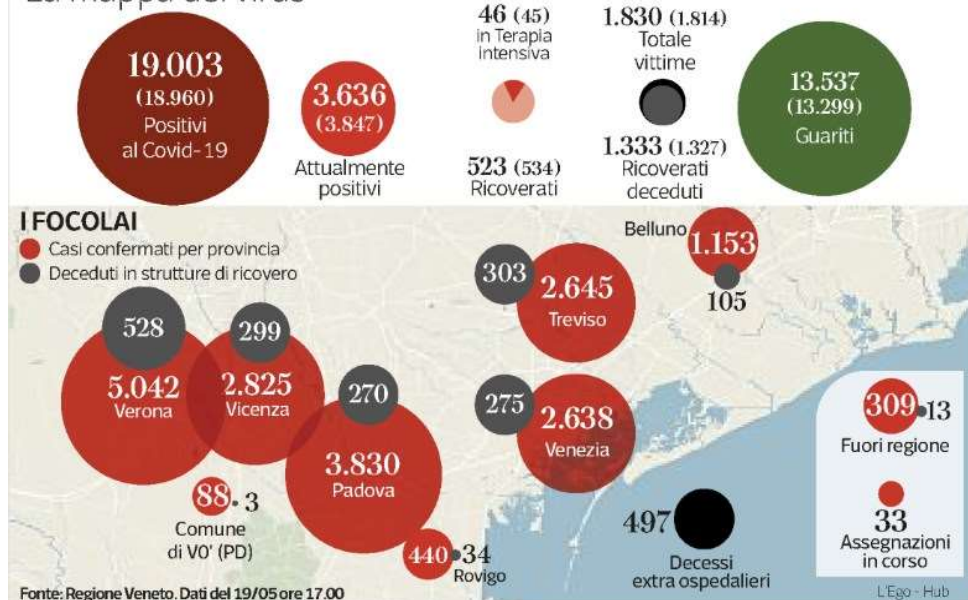 La mappa del virus
19.003
(18.960)
Positivi
al Covid-19
3.636
(3.847)
Attualmente
positivi
46 (45)
in Terapia
intensiva
523 (534)
Ricoverati
1.830 (1.814)
Totale
vittime
1.333 (1.327)
Ricoverati
deceduti
13.537
(13.299)
Guariti
I FOCOLAI
Casi confermati per provincia
Deceduti in strutture di ricovero
528
5.042
Verona
299
2.825
Vicenza
270
3.830
Padova
88 3
Comune
di VO' (PD)
440 34
Rovigo
303
2.645
Treviso
275
2.638
Venezia
Belluno
1.153
105
497
Decessi
extra ospedalieri
309 13
Fuori regione
33
Assegnazioni
in corso
Fonte: Regione Veneto. Dati del 19/05 ore 17.00
L'Ego - Hub